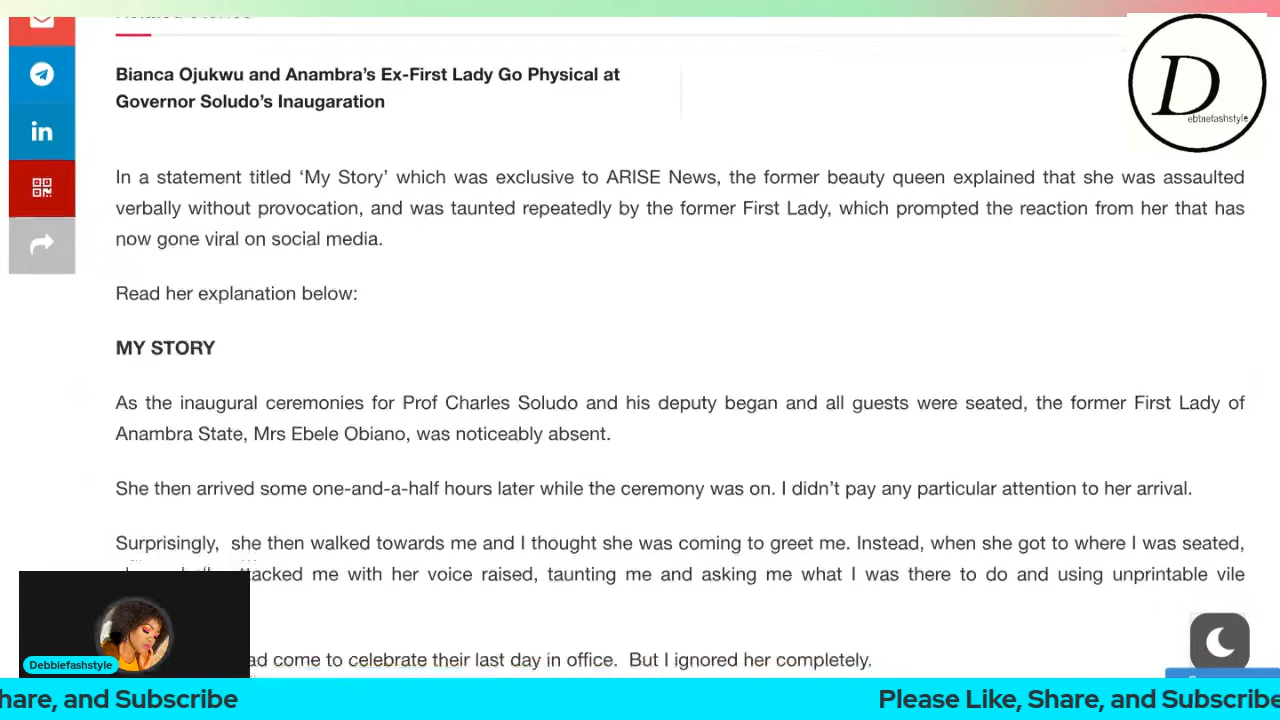 Bianca Ojukwu and Anambra’s Ex-First Lady Go Physical at
Governor Soludo’s Inaugaration
D
ebbiefashstyle
in
In a statement titled ‘My Story’ which was exclusive to ARISE News, the former beauty queen explained that she was assaulted
verbally without provocation, and was taunted repeatedly by the former First Lady, which prompted the reaction from her that has
now gone viral on social media.
Read her explanation below:
MY STORY
As the inaugural ceremonies for Prof Charles Soludo and his deputy began and all guests were seated, the former First Lady of
Anambra State, Mrs Ebele Obiano, was noticeably absent.
She then arrived some one-and-a-half hours later while the ceremony was on. I didn’t pay any particular attention to her arrival.
Surprisingly, she then walked towards me and I thought she was coming to greet me. Instead, when she got to where I was seated,
me with her voice raised, taunting me and asking me what I was there to do and using unprintable vile
come to celebrate their last day in office. But I ignored her completely.
Debbiefashstyle
hare, and Subscribe
Please Like, Share, and Subscribe